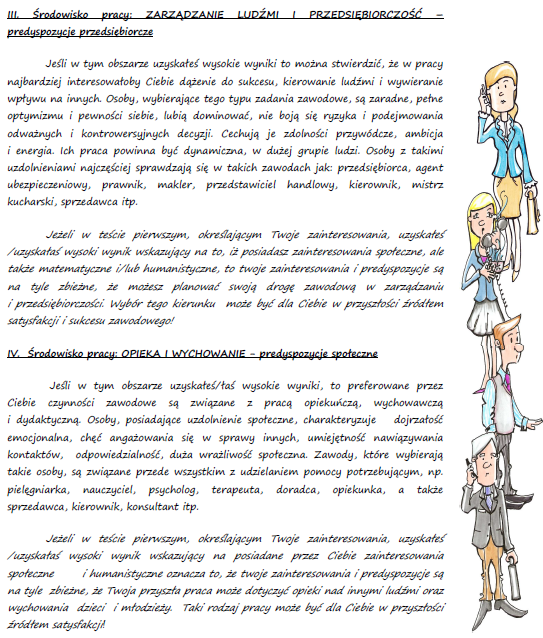 III. Środowisko pracy: ZARZĄDZANIE LUDŹMI I PRZEDSIĘBIORCZOŚĆ –
predyspozycje przedsiębiorcze
Jeśli w tym obszarze uzyskałeś wysokie wyniki to można stwierdzić, że w pracy
najbardziej interesowałoby Ciebie dążenie do sukcesu, kierowanie ludźmi i wywieranie
wpływu na innych. Osoby, wybierające tego typu zadania zawodowe, są zaradne, pełne
optymizmu i pewności siebie, lubią dominować, nie boją się ryzyka i podejmowania
odważnych i kontrowersyjnych decyzji. Cechują je zdolności przywódcze, ambicja
i energia. Ich praca powinna być dynamiczna, w dużej grupie ludzi. Osoby z takimi
uzdolnieniami najczęściej sprawdzają się w takich zawodach jak: przedsiębiorca, agent
ubezpieczeniowy, prawnik, makler, przedstawiciel handlowy, kierownik, mistrz
kucharski, sprzedawca itp.
Jeżeli w teście pierwszym, określającym Twoje zainteresowania, uzyskałeś
/uzyskałaś wysoki wynik wskazujący na to, iż posiadasz zainteresowania społeczne, ale
także matematyczne i/lub humanistyczne, to twoje zainteresowania i predyspozycje są
na tyle zbieżne, że możesz planować swoją drogę zawodową w zarządzaniu
i przedsiębiorczości. Wybór tego kierunku może być dla Ciebie w przyszłości źródłem
satysfakcji i sukcesu zawodowego!
IV. Środowisko pracy: OPIEKA I WYCHOWANIE – predyspozycje społeczne
Jeśli w tym obszarze uzyskałeś/łaś wysokie wyniki, to preferowane przez
Ciebie czynności zawodowe są związane z pracą opiekuńczą, wychowawczą
i dydaktyczną. Osoby, posiadające uzdolnienie społeczne, charakteryzuje dojrzałość
emocjonalna, chęć angażowania się w sprawy innych, umiejętność nawiązywania
kontaktów, odpowiedzialność, duża wrażliwość społeczna. Zawody, które wybierają
takie osoby, są związane przede wszystkim z udzielaniem pomocy potrzebującym, np.
pielęgniarka, nauczyciel, psycholog, terapeuta, doradca, opiekunka, a także
sprzedawca, kierownik, konsultant itp.
Jeżeli w teście pierwszym, określającym Twoje zainteresowania, uzyskałeś
/uzyskałaś wysoki wynik wskazujący na posiadane przez Ciebie zainteresowania
społeczne i humanistyczne oznacza to, że twoje zainteresowania i predyspozycje są
na tyle zbieżne, że Twoja przyszła praca może dotyczyć opieki nad innymi ludźmi oraz
wychowania dzieci i młodzieży. Taki rodzaj pracy może być dla Ciebie w przyszłości
źródłem satysfakcji!